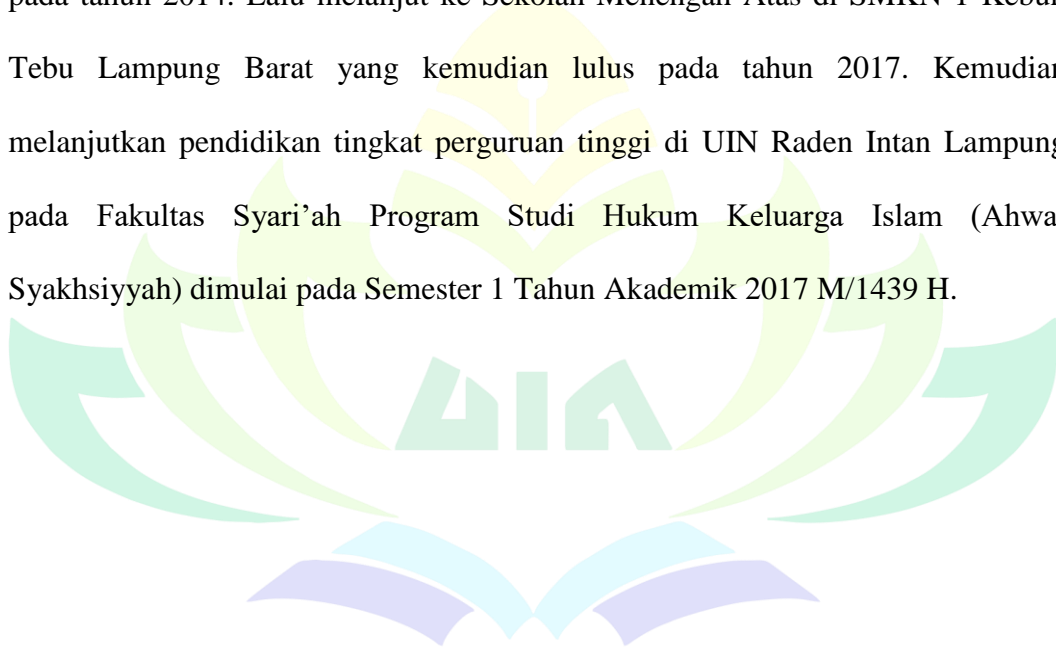 pada tahun 2014. Lalu melanjut ke Sekolah Menengah Atas di SMKN 1 Kebun
Tebu Lampung Barat yang kemudian lulus pada tahun 2017. Kemudian
melanjutkan pendidikan tingkat perguruan tinggi di UIN Raden Intan Lampung
pada Fakultas Syari’ah Program Studi Hukum Keluarga Islam (Ahwa
Syakhsiyyah) dimulai pada Semester 1 Tahun Akademik 2017 M/1439 H.
UIN